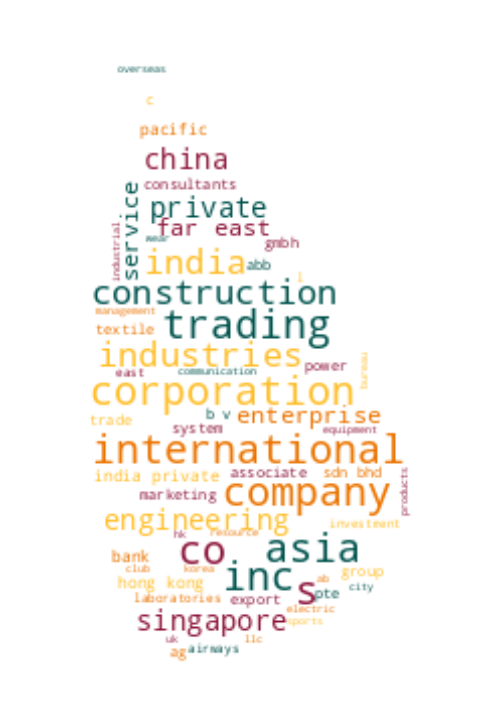 overseas
c
pacific
china
consultants
service
private
industrial
far east
wear
gmbh
india
abb
l
construction
management
textile
trading
industries
power
bureau
east
communication
corporation
trade
b v
enterprise
system
equipment
international
india private
associate
sdn bhd
products
marketing
company
engineering
investment
hk
resource
co
asia
bank
club
korea
inc
group
hong kong
ab
city
s
pte
laboratories
export
electric
singapore
sports
uk
llc
ag
airways